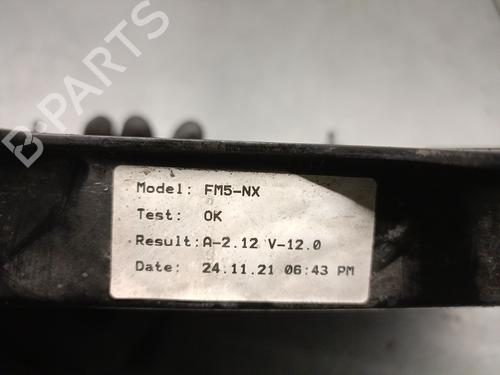 B-PARTS
Model: FM5-NX
Test: OK
Result:A-2.12 V-12.0
Date: 24.11.21 06:43 PM